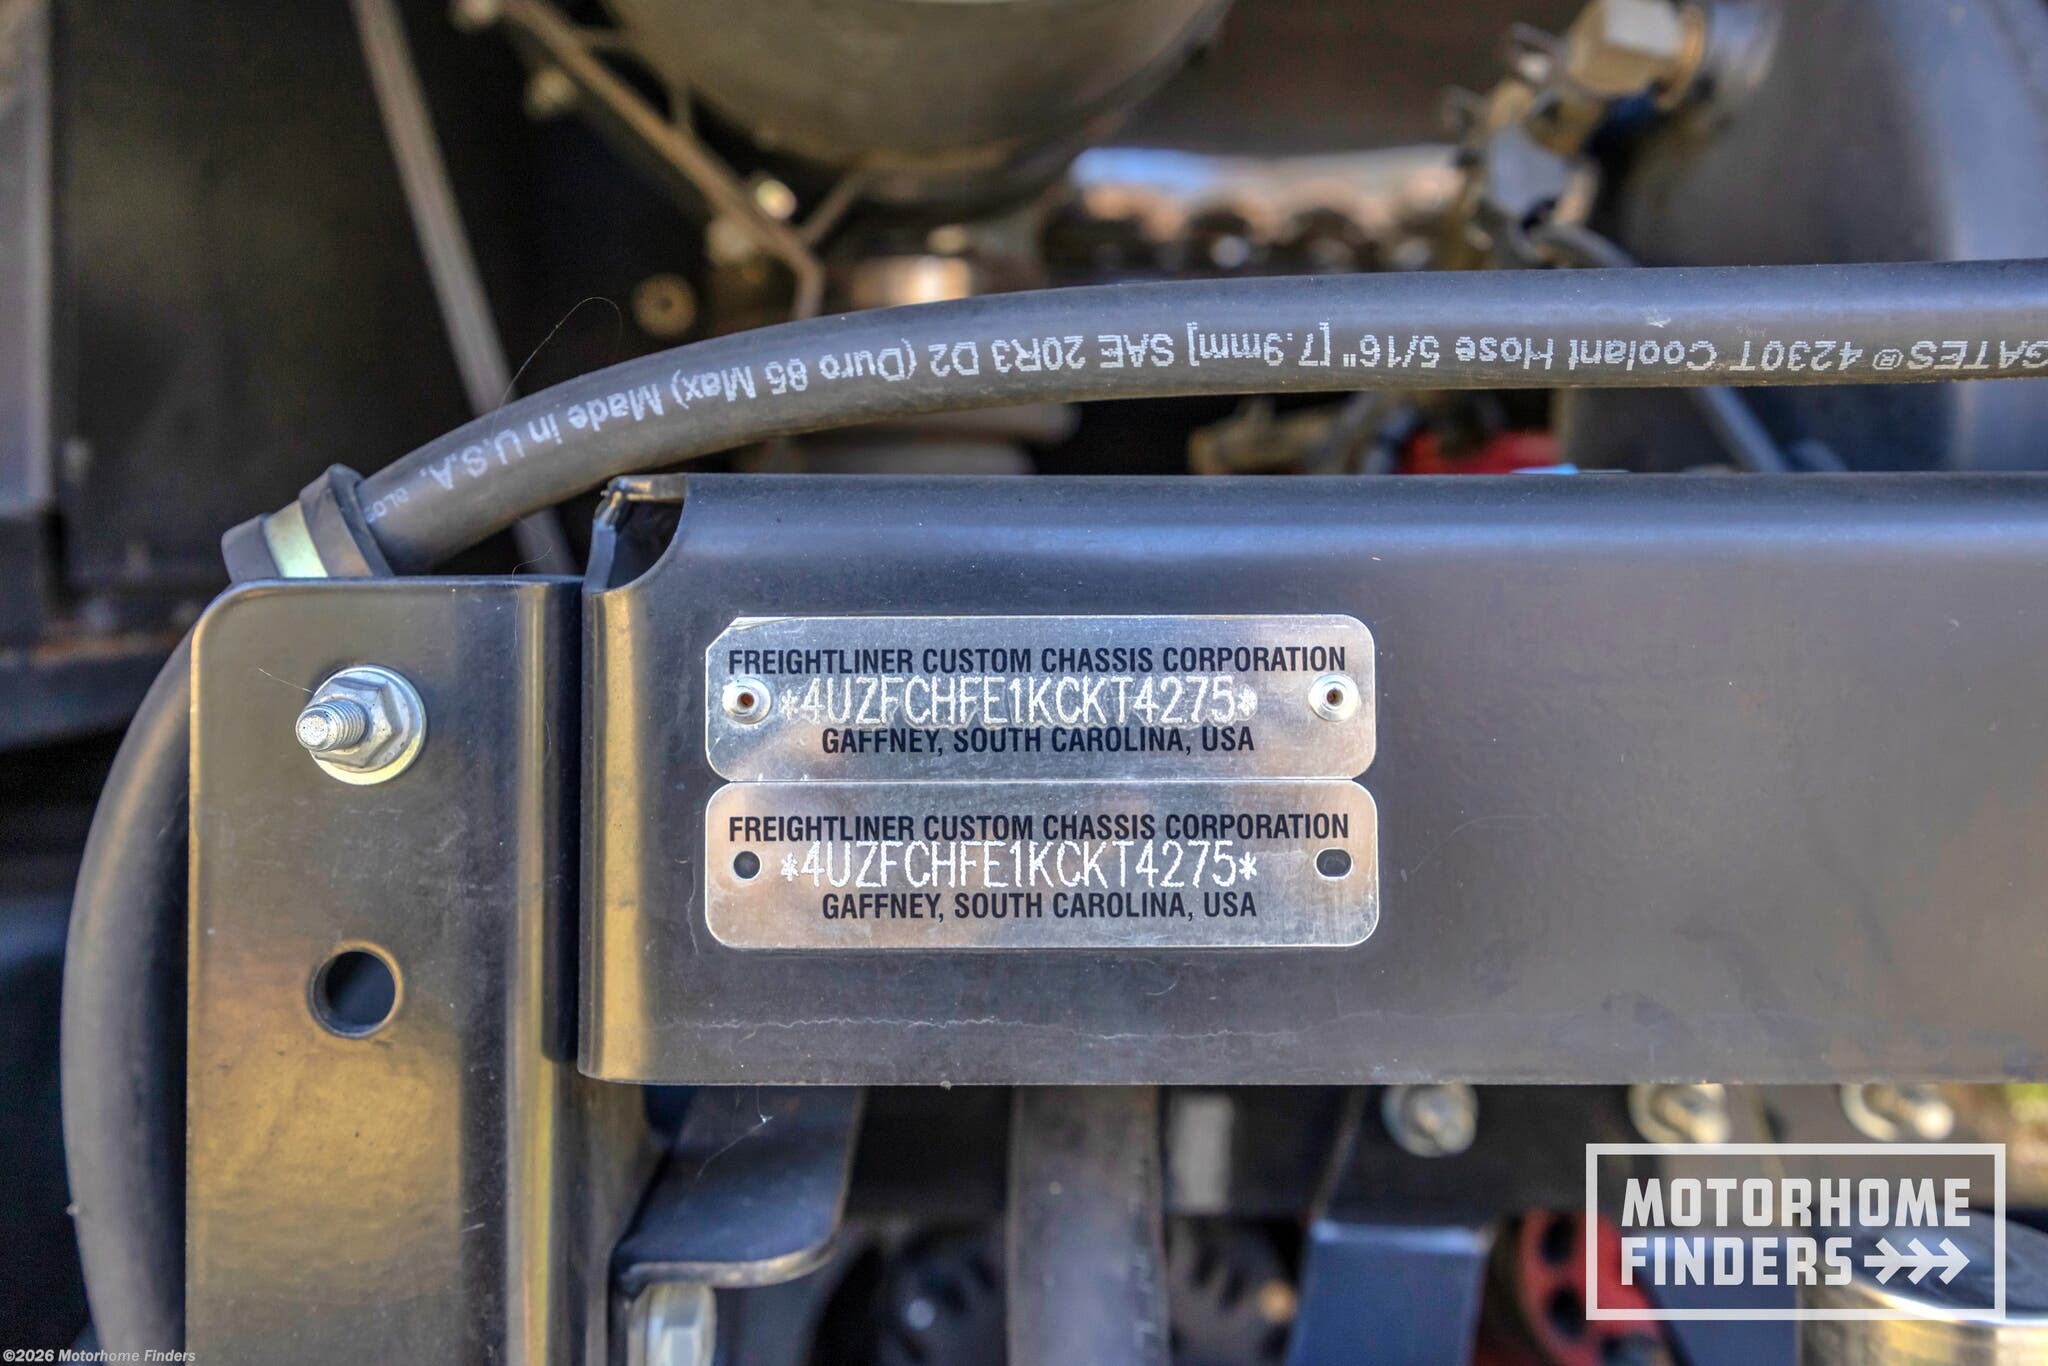 GATES® 4230T Coolant Hose 5/16" [7.9mm] SAE 20R3 D2 (Duro 85 Max) Made in U.S.A.
FREIGHTLINER CUSTOM CHASSIS CORPORATION
*4UZFCHFE1KCKT4275*
GAFFNEY, SOUTH CAROLINA, USA
FREIGHTLINER CUSTOM CHASSIS CORPORATION
*4UZFCHFE1KCKT4275*
GAFFNEY, SOUTH CAROLINA, USA
MOTORHOME
FINDERS
©2026 Motorhome Finders